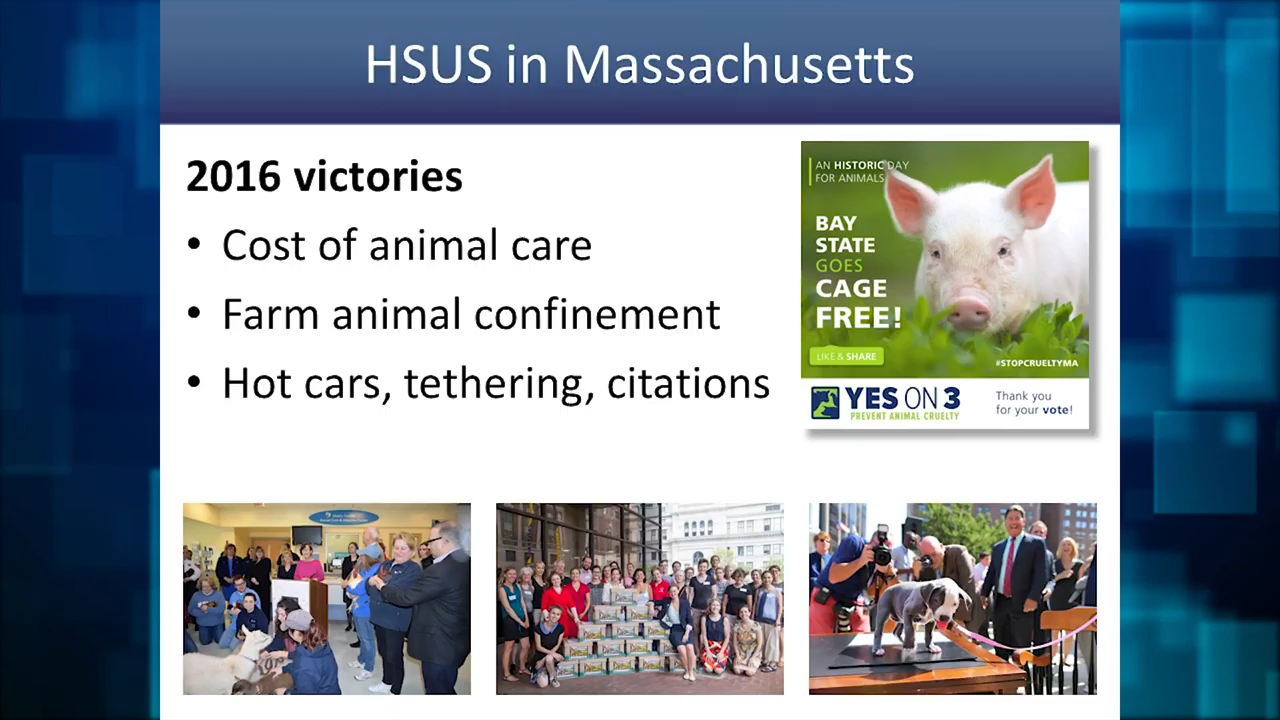 HSUS in Massachusetts
2016 victories
• Cost of animal care
• Farm animal confinement
• Hot cars, tethering, citations
AN HISTORIC DAY
FOR ANIMALS
BAY
STATE
GOES
CAGE
FREE!
LIKE & SHARE
#STOPCRUELTYMA
YES ON 3
PREVENT ANIMAL CRUELTY
Thank you
for your vote!